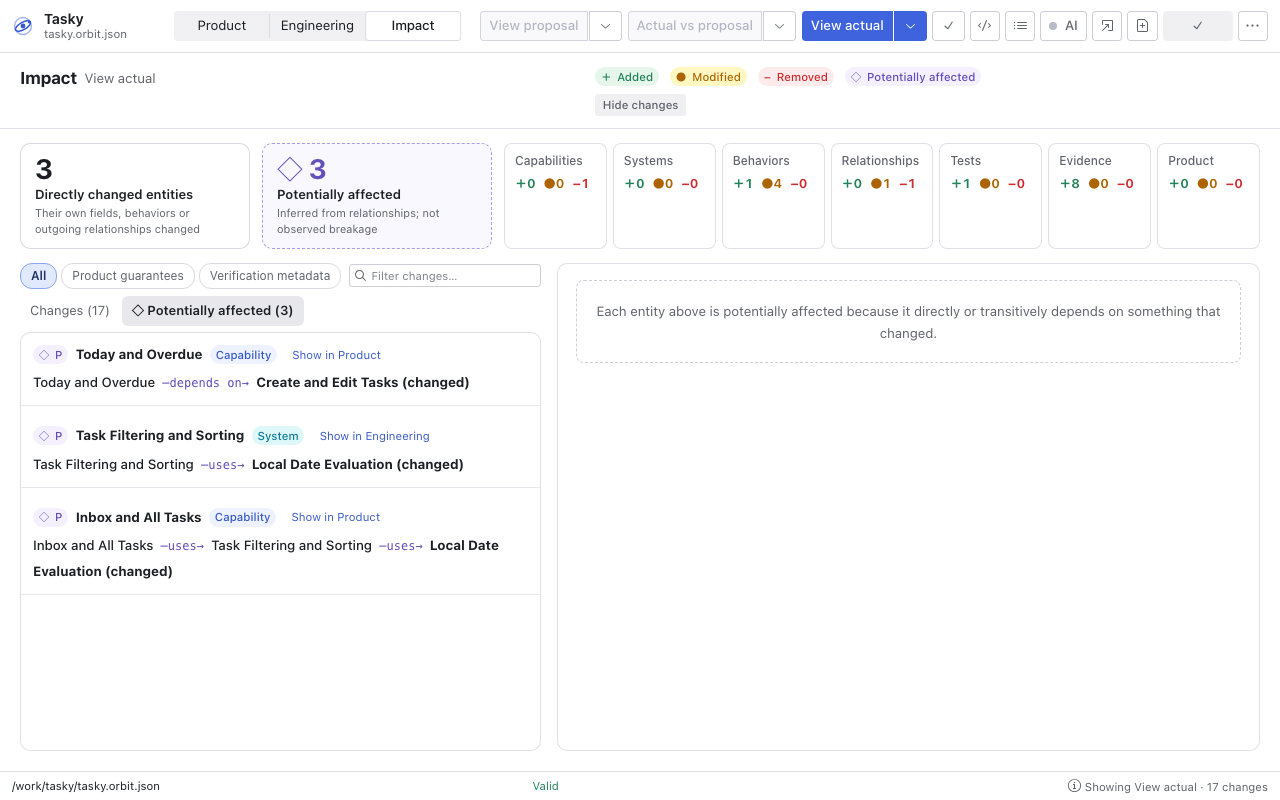 Tasky
tasky.orbit.json
Product Engineering Impact
View proposal Actual vs proposal View actual </> AI
Impact View actual
+ Added Modified − Removed Potentially affected
Hide changes
3
Directly changed entities
Their own fields, behaviors or
outgoing relationships changed
3
Potentially affected
Inferred from relationships; not
observed breakage
Capabilities
+0 0 −1
Systems
+0 0 −0
Behaviors
+1 4 −0
Relationships
+0 1 −1
Tests
+1 0 −0
Evidence
+8 0 −0
Product
+0 0 −0
All Product guarantees Verification metadata Filter changes...
Changes (17) Potentially affected (3)
P Today and Overdue Capability Show in Product
Today and Overdue —depends on→ Create and Edit Tasks (changed)
P Task Filtering and Sorting System Show in Engineering
Task Filtering and Sorting —uses→ Local Date Evaluation (changed)
P Inbox and All Tasks Capability Show in Product
Inbox and All Tasks —uses→ Task Filtering and Sorting —uses→ Local Date
Evaluation (changed)
Each entity above is potentially affected because it directly or transitively depends on something that
changed.
/work/tasky/tasky.orbit.json Valid Showing View actual · 17 changes